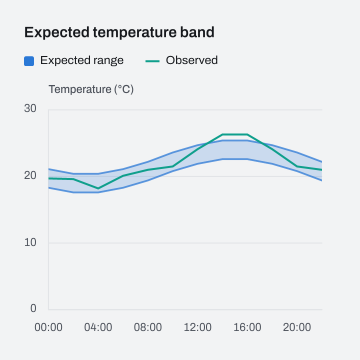 Expected temperature band
Expected range Observed
Temperature (°C)
30
20
10
0
00:00 04:00 08:00 12:00 16:00 20:00